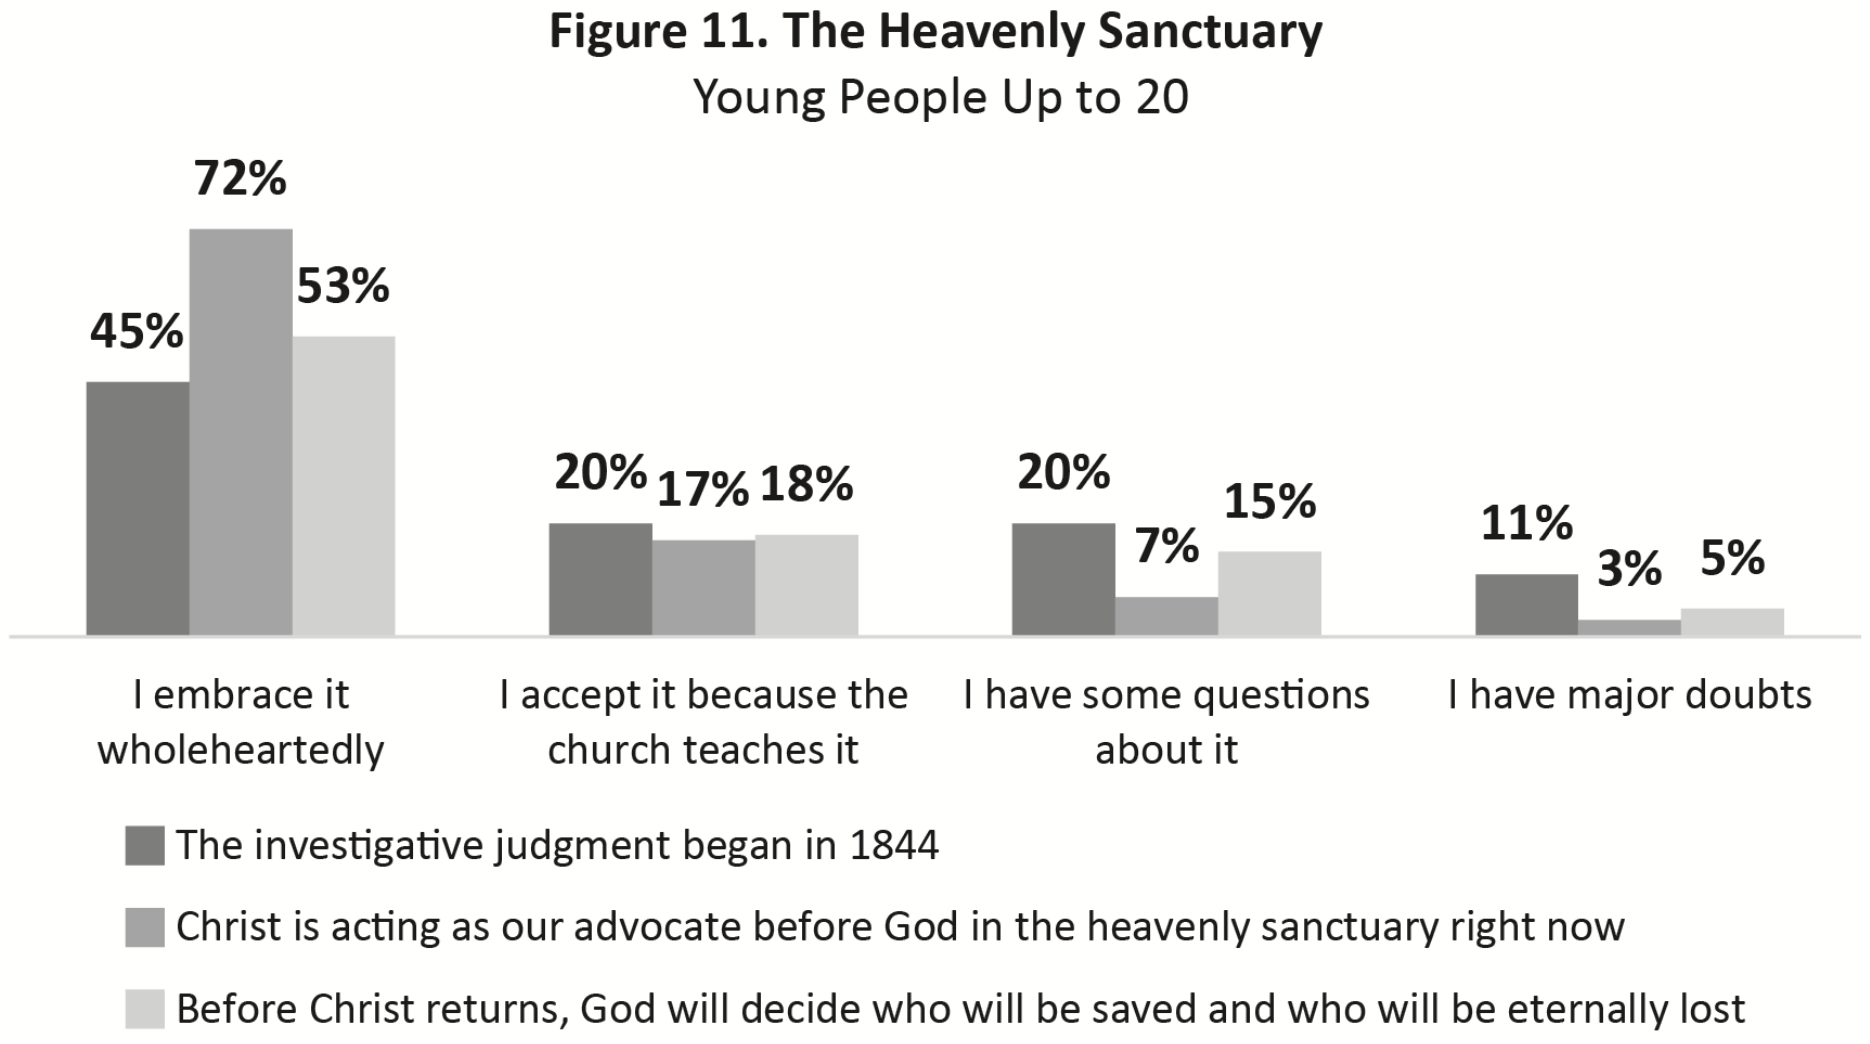 Figure 11. The Heavenly Sanctuary
Young People Up to 20
45%
72%
53%
20%
17%
18%
20%
7%
15%
11%
3%
5%
I embrace it
wholeheartedly
I accept it because the
church teaches it
I have some questions
about it
I have major doubts
The investigative judgment began in 1844
Christ is acting as our advocate before God in the heavenly sanctuary right now
Before Christ returns, God will decide who will be saved and who will be eternally lost